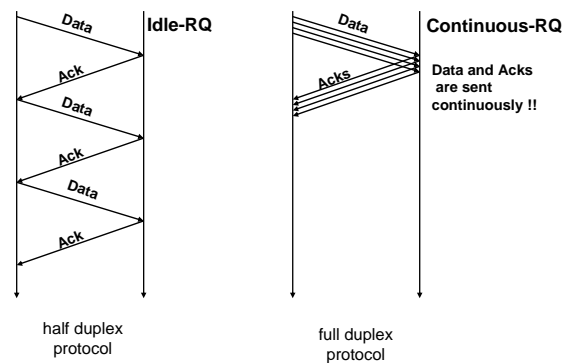 Idle-RQ
Data
Ack
Data
Ack
Data
Ack
half duplex
protocol
Continuous-RQ
Data
Acks
Data and Acks
are sent
continuously !!
full duplex
protocol